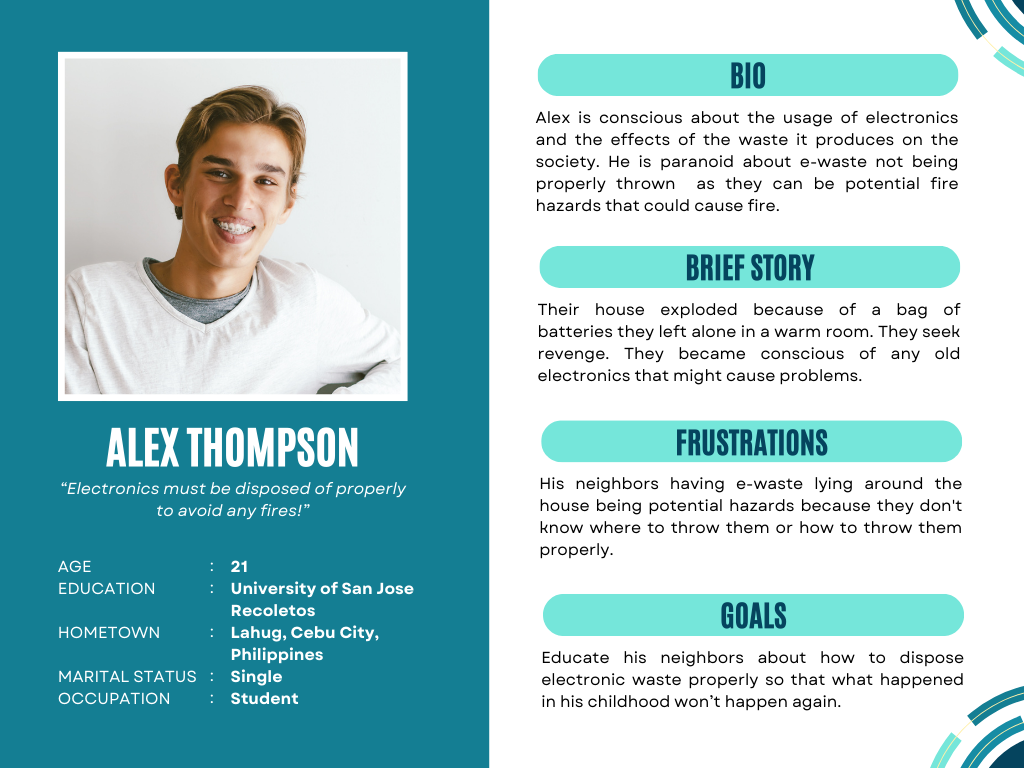 ALEX THOMPSON
“Electronics must be disposed of properly
to avoid any fires!”
AGE : 21
EDUCATION : University of San Jose
Recoletos
HOMETOWN : Lahug, Cebu City,
Philippines
MARITAL STATUS : Single
OCCUPATION : Student
BIO
Alex is conscious about the usage of electronics
and the effects of the waste it produces on the
society. He is paranoid about e-waste not being
properly thrown as they can be potential fire
hazards that could cause fire.
BRIEF STORY
Their house exploded because of a bag of
batteries they left alone in a warm room. They seek
revenge. They became conscious of any old
electronics that might cause problems.
FRUSTRATIONS
His neighbors having e-waste lying around the
house being potential hazards because they don't
know where to throw them or how to throw them
properly.
GOALS
Educate his neighbors about how to dispose
electronic waste properly so that what happened
in his childhood won’t happen again.